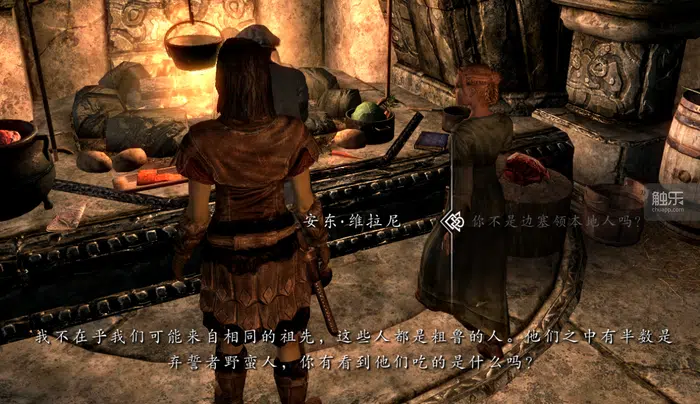 触乐
chuapp.com
安东·维拉尼
你不是边塞领本地人吗?
'我不在乎我们可能来自相同的祖先，这些人都是粗鲁的人。他们之中有半数是
弃誓者野蛮人，你有看到他们吃的是什么吗?